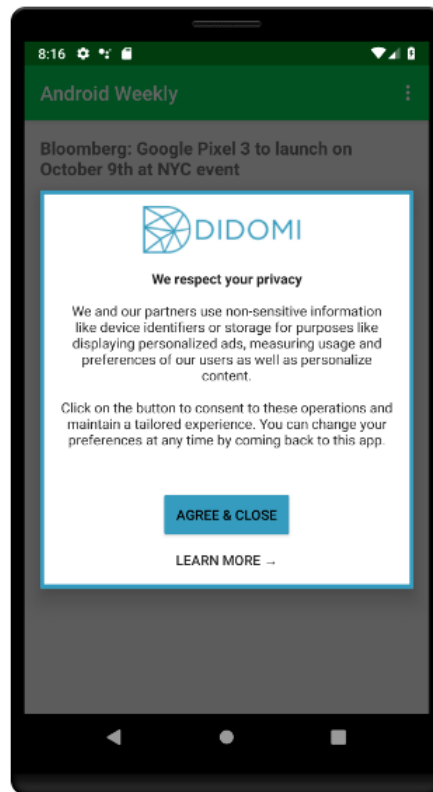 8:16
Android Weekly
Bloomberg: Google Pixel 3 to launch on
October 9th at NYC event
DIDOMI
We respect your privacy
We and our partners use non-sensitive information
like device identifiers or storage for purposes like
displaying personalized ads, measuring usage and
preferences of our users as well as personalize
content.
Click on the button to consent to these operations and
maintain a tailored experience. You can change your
preferences at any time by coming back to this app.
AGREE & CLOSE
LEARN MORE →